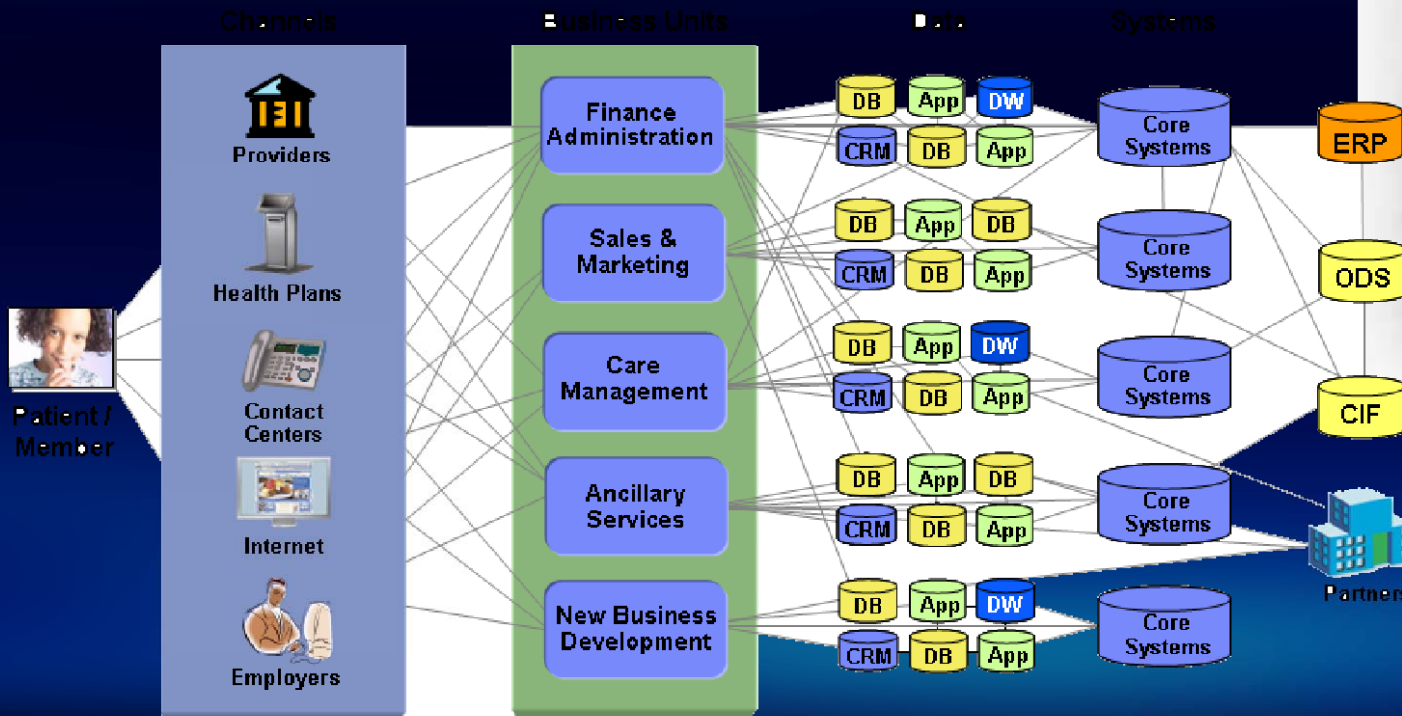 Channels
Business Units
Data
Systems
Providers
Health Plans
Contact
Centers
Internet
Employers
Patient /
Member
Finance
Administration
Sales &
Marketing
Care
Management
Ancillary
Services
New Business
Development
DB App DW
CRM DB App
DB App DB
CRM DB App
DB App DW
CRM DB App
DB App DB
CRM DB App
DB App DW
CRM DB App
Core
Systems
Core
Systems
Core
Systems
Core
Systems
Core
Systems
ERP
ODS
CIF
Partners